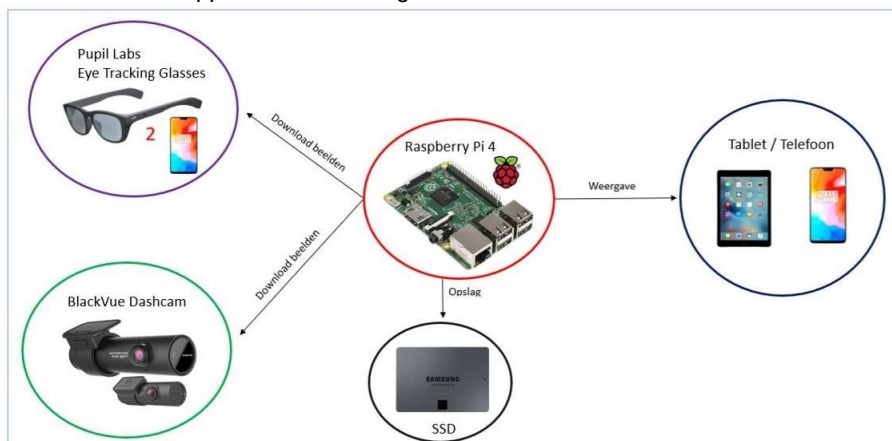 Pupil Labs
Eye Tracking Glasses
2
Download beelden
Raspberry Pi 4
Weergave
Tablet / Telefoon
Download beelden
BlackVue Dashcam
Opslag
SAMSUNG
SSD